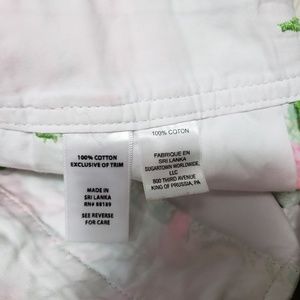 100% COTTON
EXCLUSIVE OF TRIM
MADE IN
SRI LANKA
RN# 89189
SEE REVERSE
FOR CARE
100% COTON
FABRIQUE EN
SRI LANKA
SUGARTOWN WORLDWIDE,
LLC
800 THIRD AVENUE
KING OF PRUSSIA, PA